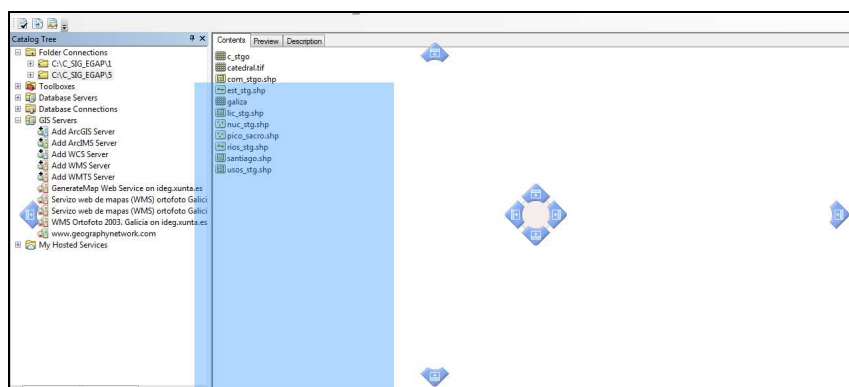 Catalog Tree
Folder Connections
C:\C_SIG_EGAP\1
C:\C_SIG_EGAP\5
Toolboxes
Database Servers
Database Connections
GIS Servers
Add ArcGIS Server
Add ArcIMS Server
Add WCS Server
Add WMS Server
Add WMTS Server
GenerateMap Web Service on ideg.xunta.es
Servizo web de mapas (WMS) ortofoto Galici
Servizo web de mapas (WMS) ortofoto Galici
WMS Ortofoto 2003. Galicia on ideg.xunta.es
www.geographynetwork.com
My Hosted Services
Contents Preview Description
c_stgo
catedral.tif
com_stgo.shp
est_stg.shp
galiza
lic_stg.shp
nuc_stg.shp
pico_sacro.shp
rios_stg.shp
santiago.shp
usos_stg.shp